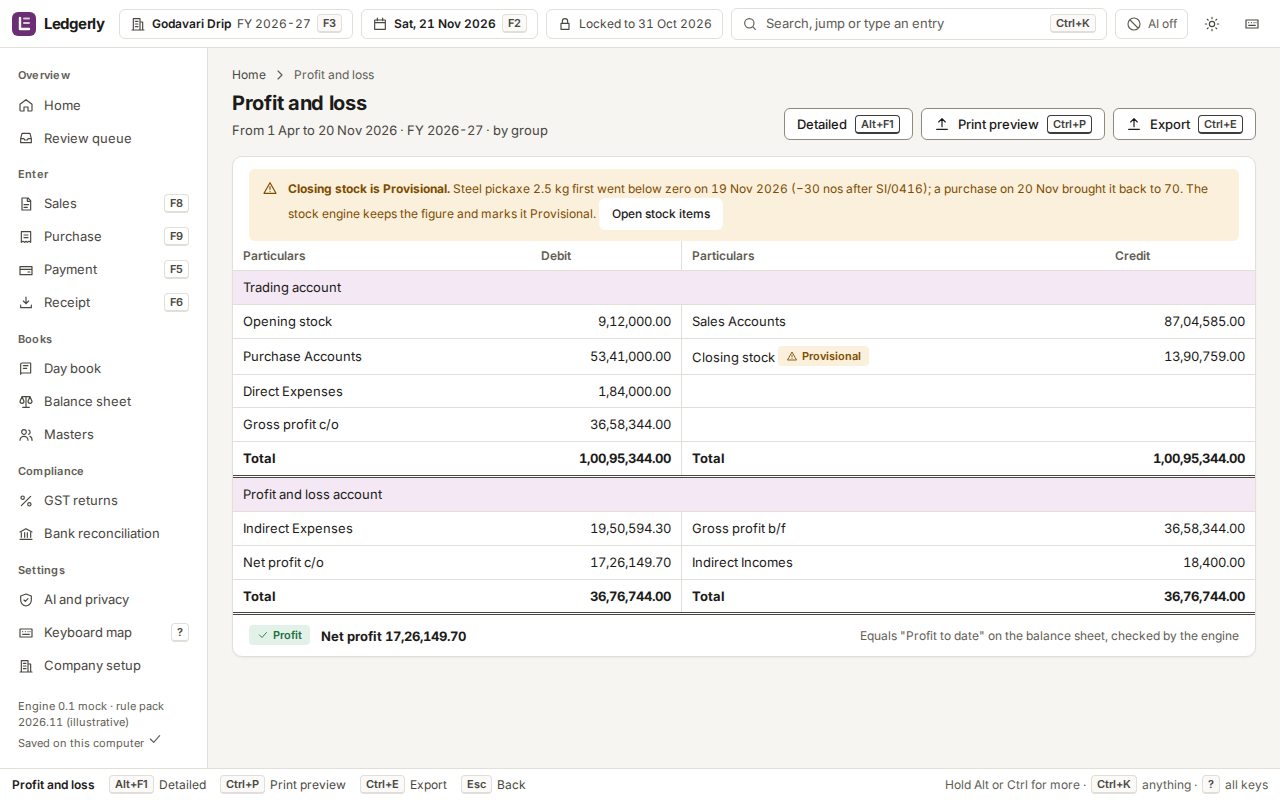 Ledgerly
Godavari Drip FY 2026-27 F3
Sat, 21 Nov 2026 F2
Locked to 31 Oct 2026
Search, jump or type an entry Ctrl+K
AI off
Overview
Home
Review queue
Enter
Sales F8
Purchase F9
Payment F5
Receipt F6
Books
Day book
Balance sheet
Masters
Compliance
GST returns
Bank reconciliation
Settings
AI and privacy
Keyboard map ?
Company setup
Engine 0.1 mock · rule pack
2026.11 (illustrative)
Saved on this computer
Home > Profit and loss
Profit and loss
From 1 Apr to 20 Nov 2026 · FY 2026-27 · by group
Detailed Alt+F1
Print preview Ctrl+P
Export Ctrl+E
Closing stock is Provisional. Steel pickaxe 2.5 kg first went below zero on 19 Nov 2026 (−30 nos after SI/0416); a purchase on 20 Nov brought it back to 70. The
stock engine keeps the figure and marks it Provisional. Open stock items
Particulars Debit Particulars Credit
Trading account
Opening stock 9,12,000.00 Sales Accounts 87,04,585.00
Purchase Accounts 53,41,000.00 Closing stock Provisional 13,90,759.00
Direct Expenses 1,84,000.00
Gross profit c/o 36,58,344.00
Total 1,00,95,344.00 Total 1,00,95,344.00
Profit and loss account
Indirect Expenses 19,50,594.30 Gross profit b/f 36,58,344.00
Net profit c/o 17,26,149.70 Indirect Incomes 18,400.00
Total 36,76,744.00 Total 36,76,744.00
Profit Net profit 17,26,149.70 Equals "Profit to date" on the balance sheet, checked by the engine
Profit and loss Alt+F1 Detailed Ctrl+P Print preview Ctrl+E Export Esc Back
Hold Alt or Ctrl for more · Ctrl+K anything · ? all keys